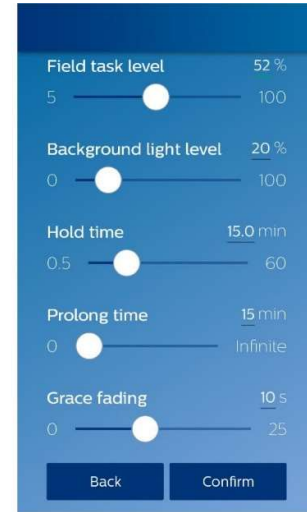 Field task level 52 %
5 100
Background light level 20 %
0 100
Hold time 15.0 min
0.5 60
Prolong time 15 min
0 Infinite
Grace fading 10 s
0 25
Back Confirm